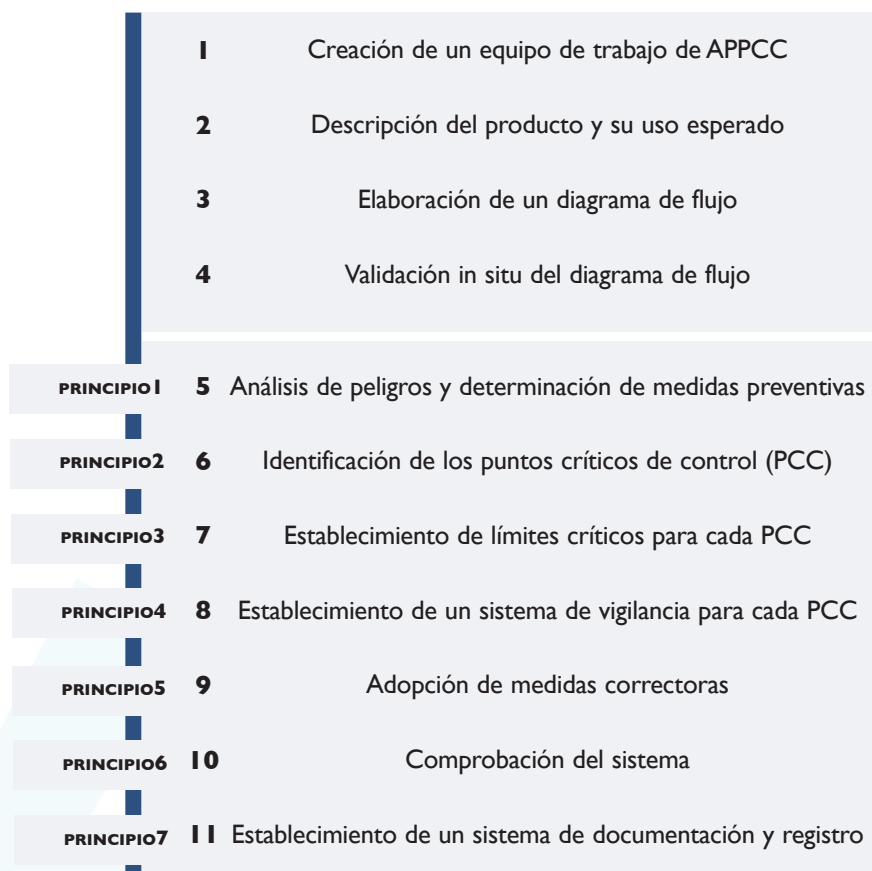 1 Creación de un equipo de trabajo de APPCC
2 Descripción del producto y su uso esperado
3 Elaboración de un diagrama de flujo
4 Validación in situ del diagrama de flujo
PRINCIPIO1 5 Análisis de peligros y determinación de medidas preventivas
PRINCIPIO2 6 Identificación de los puntos críticos de control (PCC)
PRINCIPIO3 7 Establecimiento de límites críticos para cada PCC
PRINCIPIO4 8 Establecimiento de un sistema de vigilancia para cada PCC
PRINCIPIO5 9 Adopción de medidas correctoras
PRINCIPIO6 10 Comprobación del sistema
PRINCIPIO7 11 Establecimiento de un sistema de documentación y registro